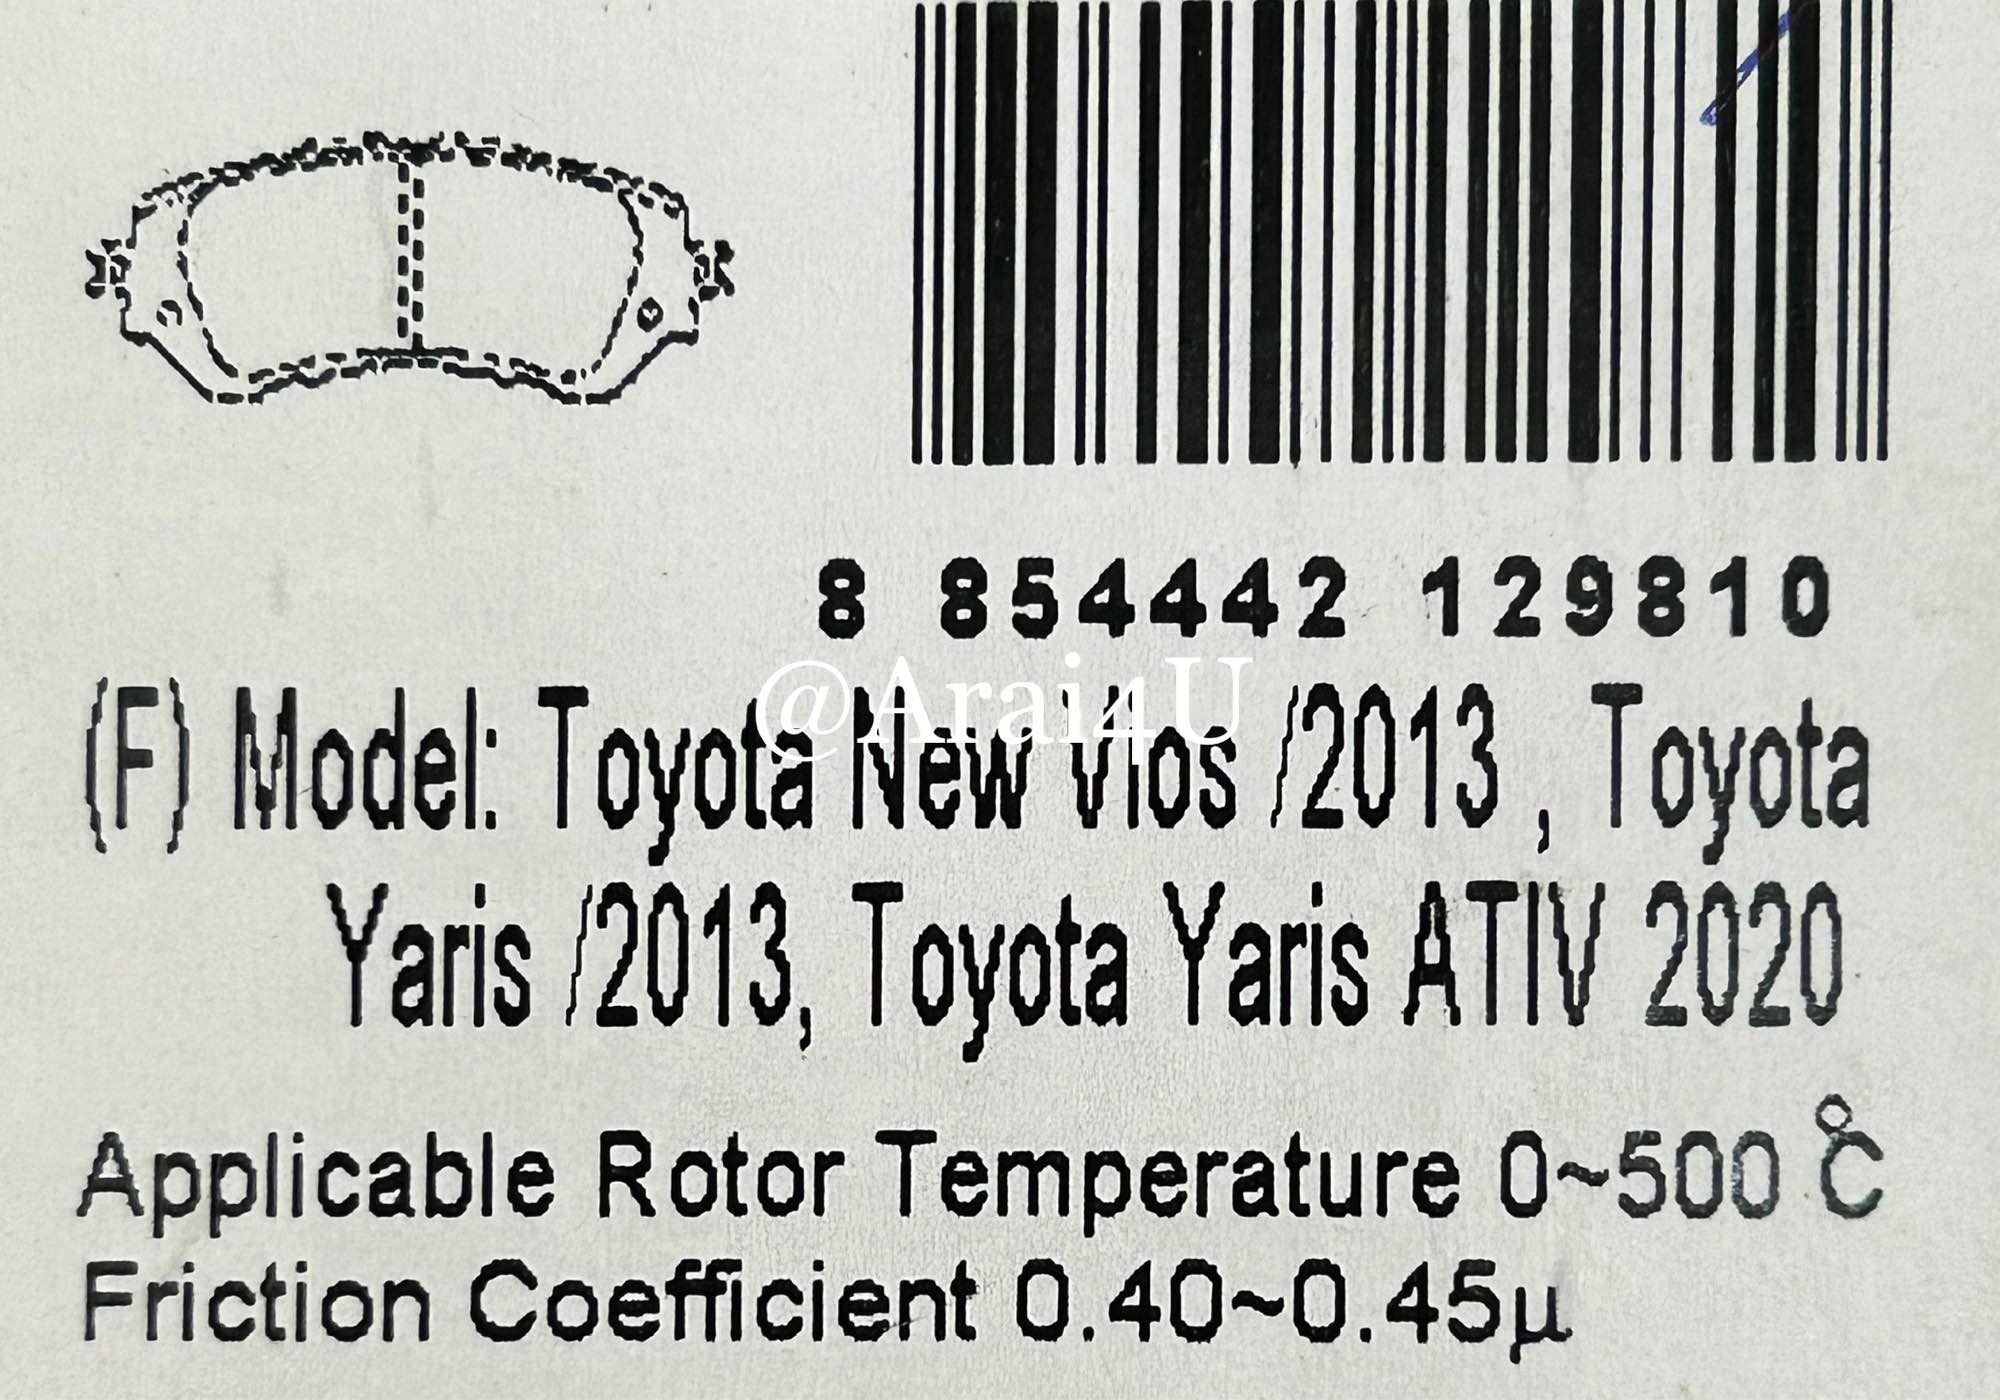 8 854442 129810
@Arai4U
(F) Model: Toyota New Vios /2013 , Toyota
Yaris /2013, Toyota Yaris ATIV 2020
Applicable Rotor Temperature 0~500 °C
Friction Coefficient 0.40~0.45µ